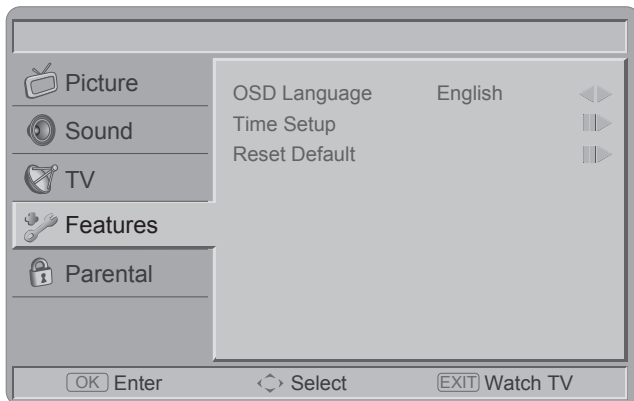 Picture
Sound
TV
Features
Parental
OSD Language English
Time Setup
Reset Default
OK Enter Select EXIT Watch TV